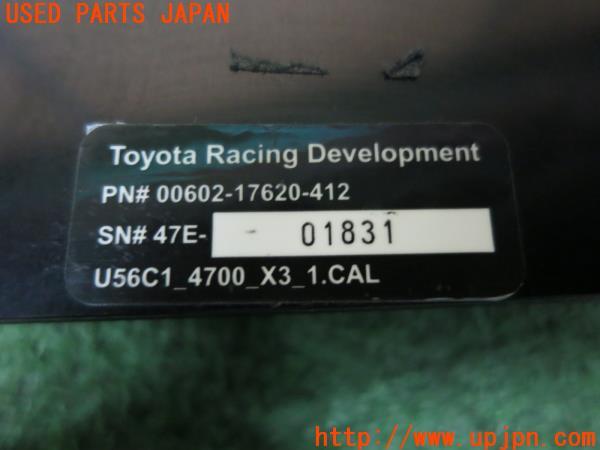 USED PARTS JAPAN
Toyota Racing Development
PN# 00602-17620-412
SN# 47E- - 01831
U56C1_4700_X3_1.CAL
http://www.upjpn.com/